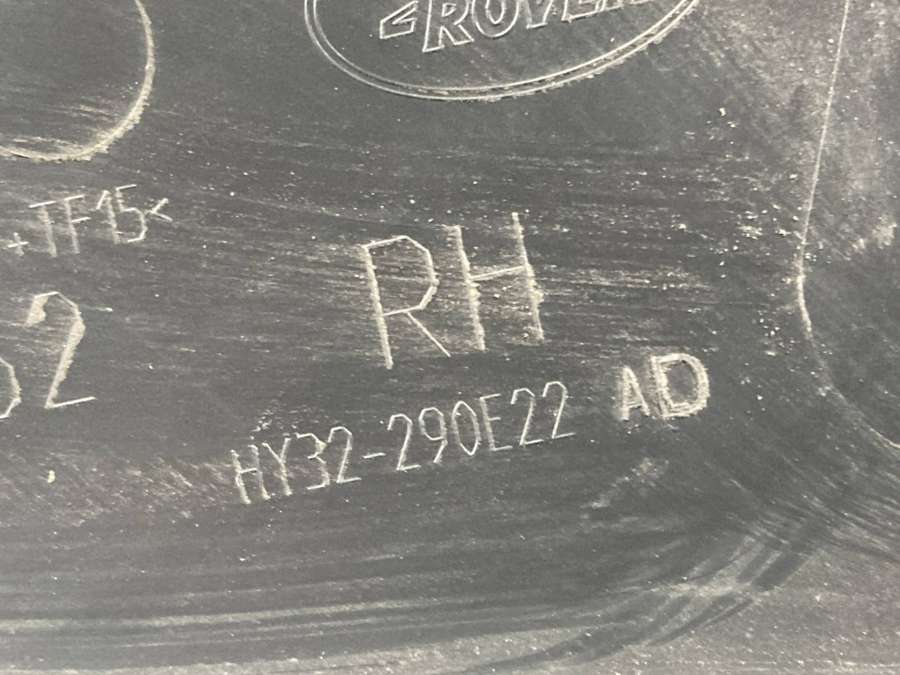 ROVER
TF15<
RH
HY32-290E22 AD